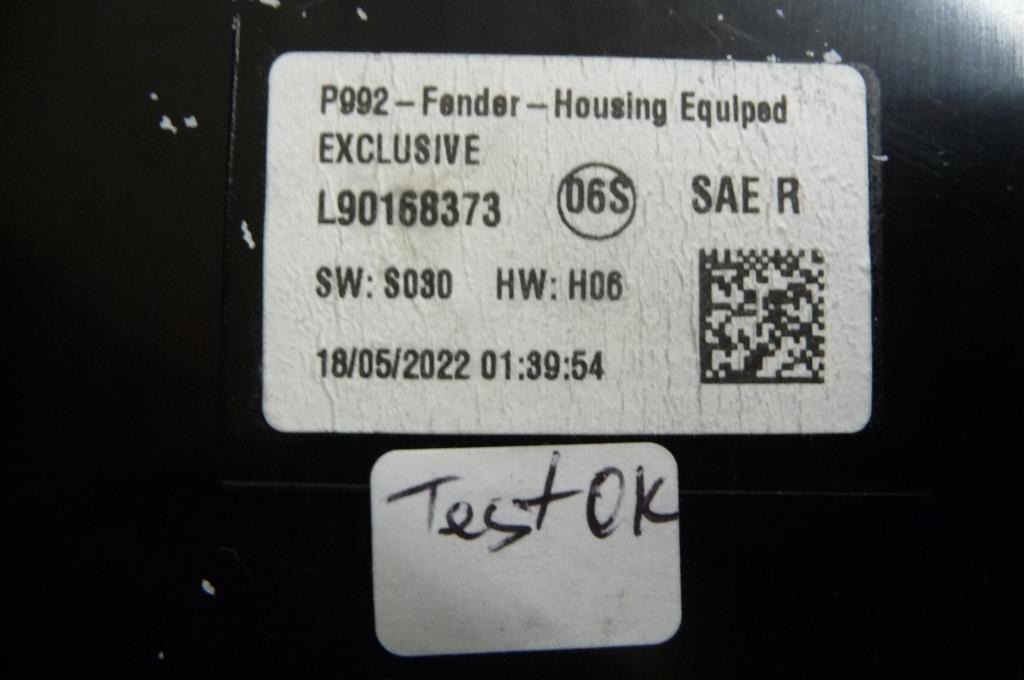 P992-Fender-Housing Equiped
EXCLUSIVE
L90168373 06S SAE R
SW: S030 HW: H06
18/05/2022 01:39:54
Test OK